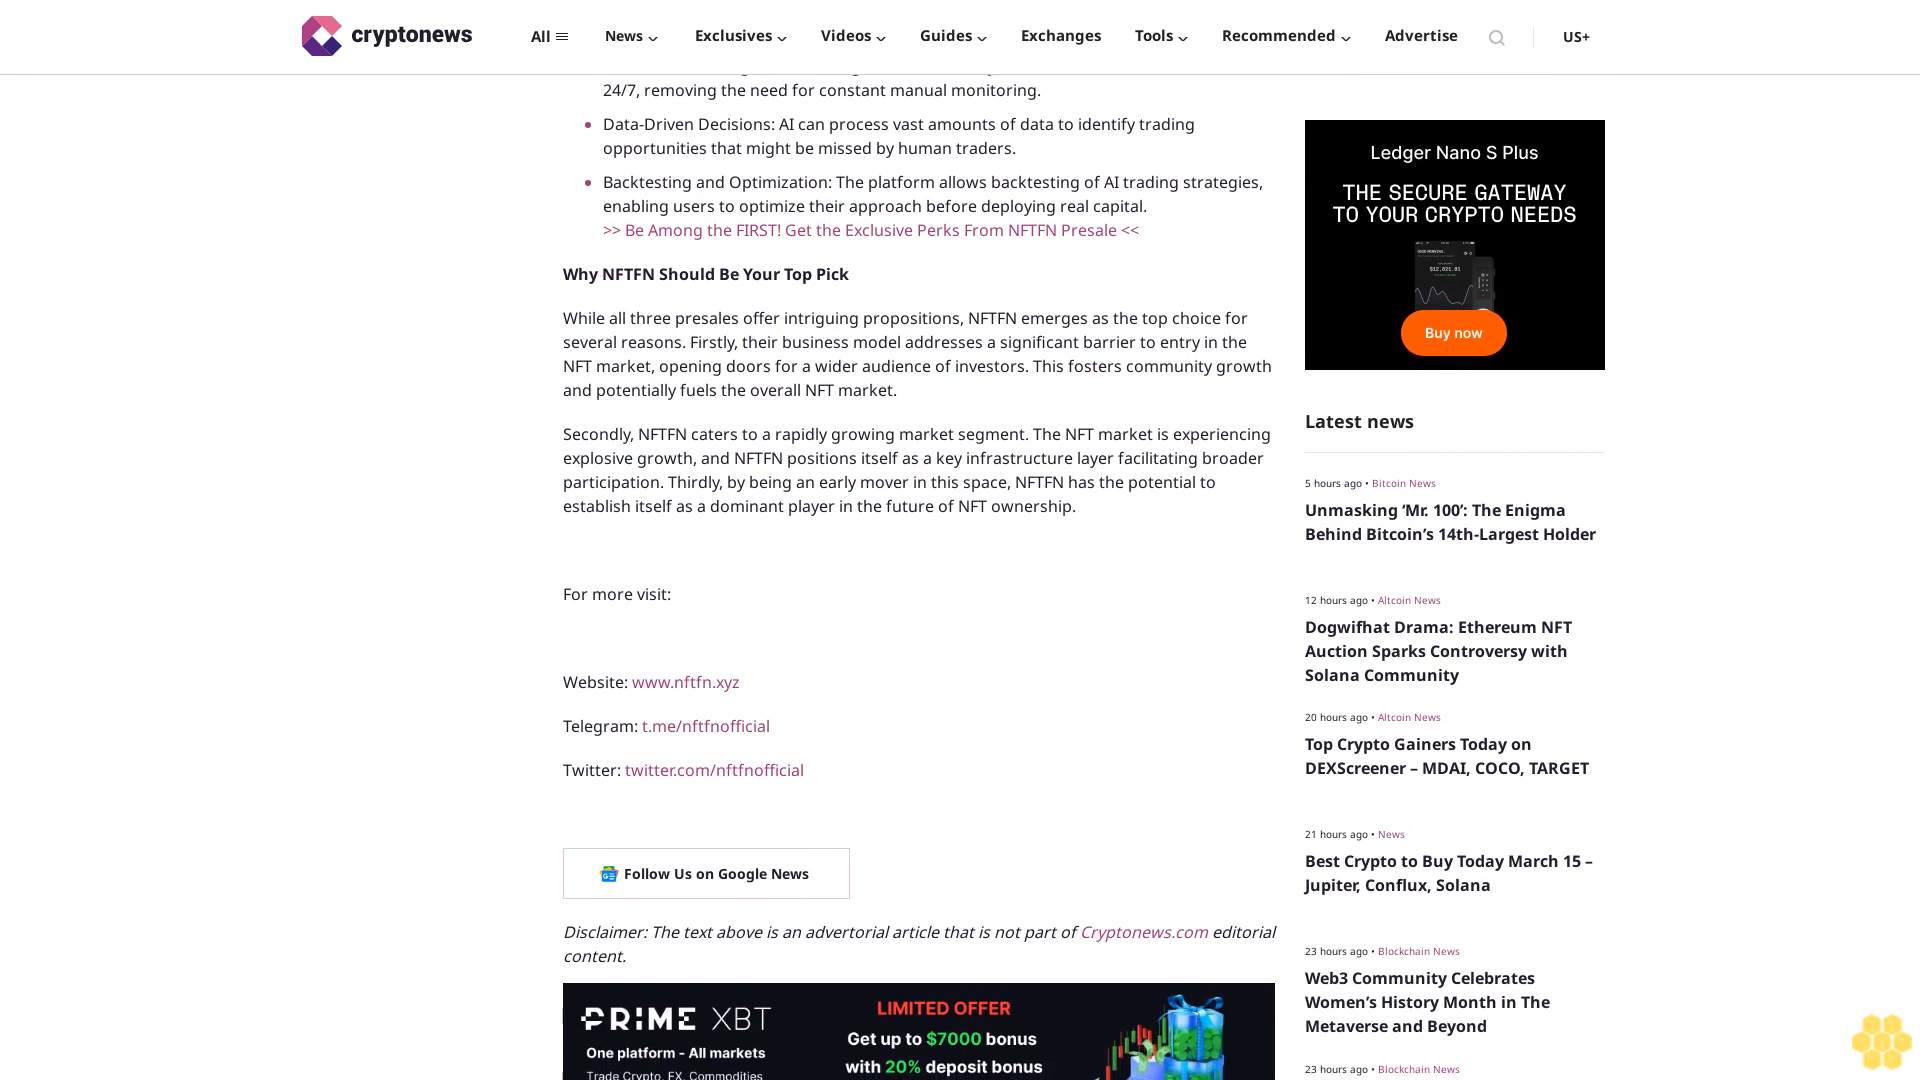 cryptonews
All
News
Exclusives
Videos
Guides
Exchanges
Tools
Recommended
Advertise
US+
24/7, removing the need for constant manual monitoring.
Data-Driven Decisions: AI can process vast amounts of data to identify trading
opportunities that might be missed by human traders.
Backtesting and Optimization: The platform allows backtesting of AI trading strategies,
enabling users to optimize their approach before deploying real capital.
>> Be Among the FIRST! Get the Exclusive Perks From NFTFN Presale <<
Why NFTFN Should Be Your Top Pick
While all three presales offer intriguing propositions, NFTFN emerges as the top choice for
several reasons. Firstly, their business model addresses a significant barrier to entry in the
NFT market, opening doors for a wider audience of investors. This fosters community growth
and potentially fuels the overall NFT market.
Secondly, NFTFN caters to a rapidly growing market segment. The NFT market is experiencing
explosive growth, and NFTFN positions itself as a key infrastructure layer facilitating broader
participation. Thirdly, by being an early mover in this space, NFTFN has the potential to
establish itself as a dominant player in the future of NFT ownership.
For more visit:
Website: www.nftfn.xyz
Telegram: t.me/nftfnofficial
Twitter: twitter.com/nftfnofficial
Follow Us on Google News
Disclaimer: The text above is an advertorial article that is not part of Cryptonews.com editorial
content.
PRIME XBT
One platform - All markets
Trade Crypto, FX, Commodities
LIMITED OFFER
Get up to $7000 bonus
with 20% deposit bonus
Ledger Nano S Plus
THE SECURE GATEWAY
TO YOUR CRYPTO NEEDS
$12,821.81
Buy now
Latest news
5 hours ago • Bitcoin News
Unmasking ‘Mr. 100’: The Enigma
Behind Bitcoin’s 14th-Largest Holder
12 hours ago • Altcoin News
Dogwifhat Drama: Ethereum NFT
Auction Sparks Controversy with
Solana Community
20 hours ago • Altcoin News
Top Crypto Gainers Today on
DEXScreener – MDAI, COCO, TARGET
21 hours ago • News
Best Crypto to Buy Today March 15 –
Jupiter, Conflux, Solana
23 hours ago • Blockchain News
Web3 Community Celebrates
Women’s History Month in The
Metaverse and Beyond
23 hours ago • Blockchain News